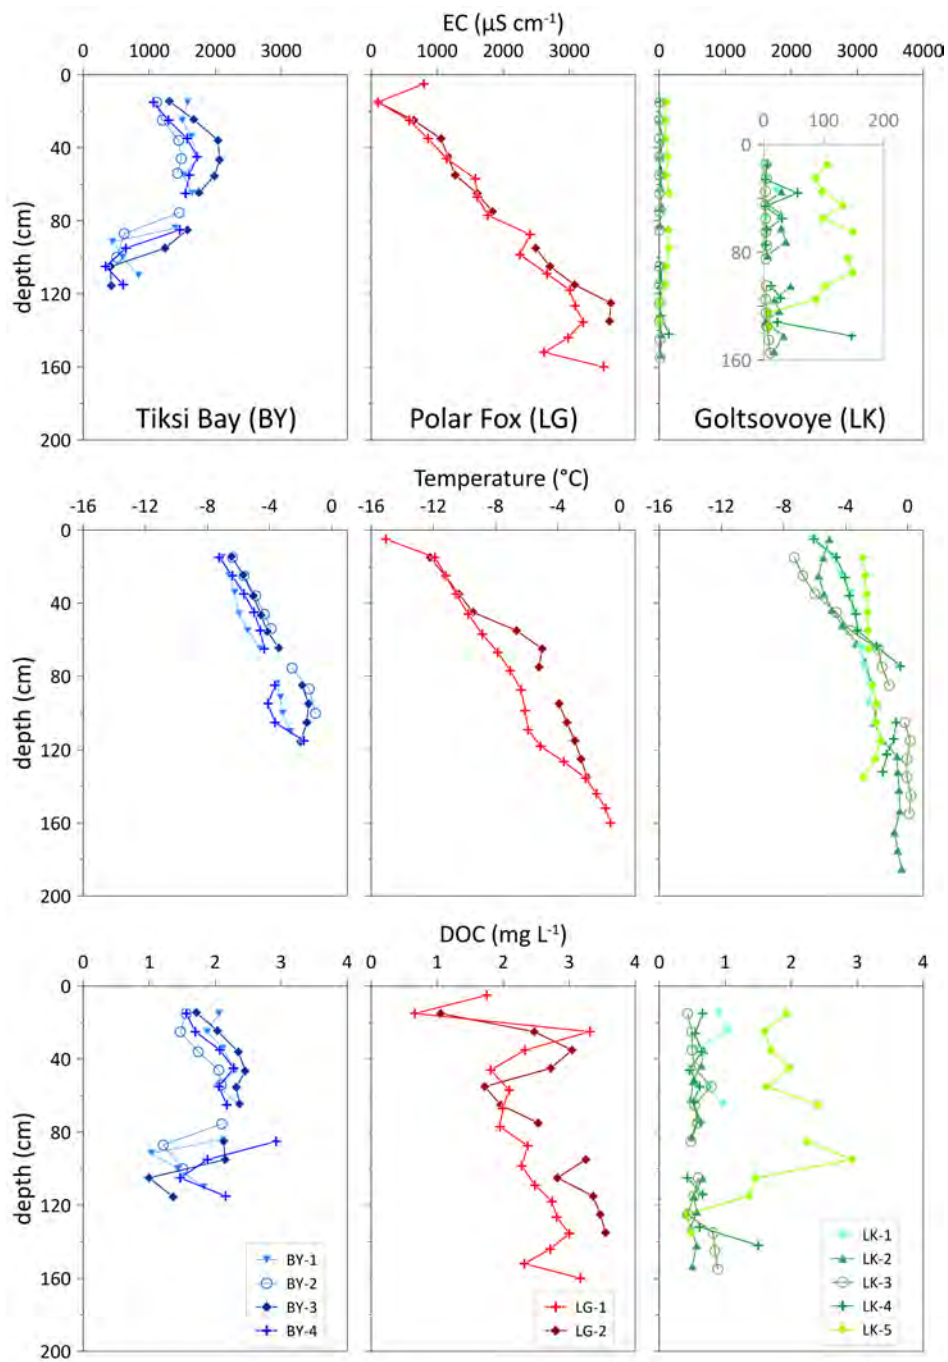 EC (µS cm⁻¹)
0 1000 2000 3000 0 1000 2000 3000 0 1000 2000 3000 4000
0
40
80
120
160
200
depth (cm)
0 100 200
0
80
160
Tiksi Bay (BY) Polar Fox (LG) Goltsovoye (LK)
Temperature (°C)
-16 -12 -8 -4 0 -16 -12 -8 -4 0 -16 -12 -8 -4 0
0
40
80
120
160
200
depth (cm)
DOC (mg L⁻¹)
0 1 2 3 4 0 1 2 3 4 0 1 2 3 4
0
40
80
120
160
200
depth (cm)
BY-1
BY-2
BY-3
BY-4
LG-1
LG-2
LK-1
LK-2
LK-3
LK-4
LK-5